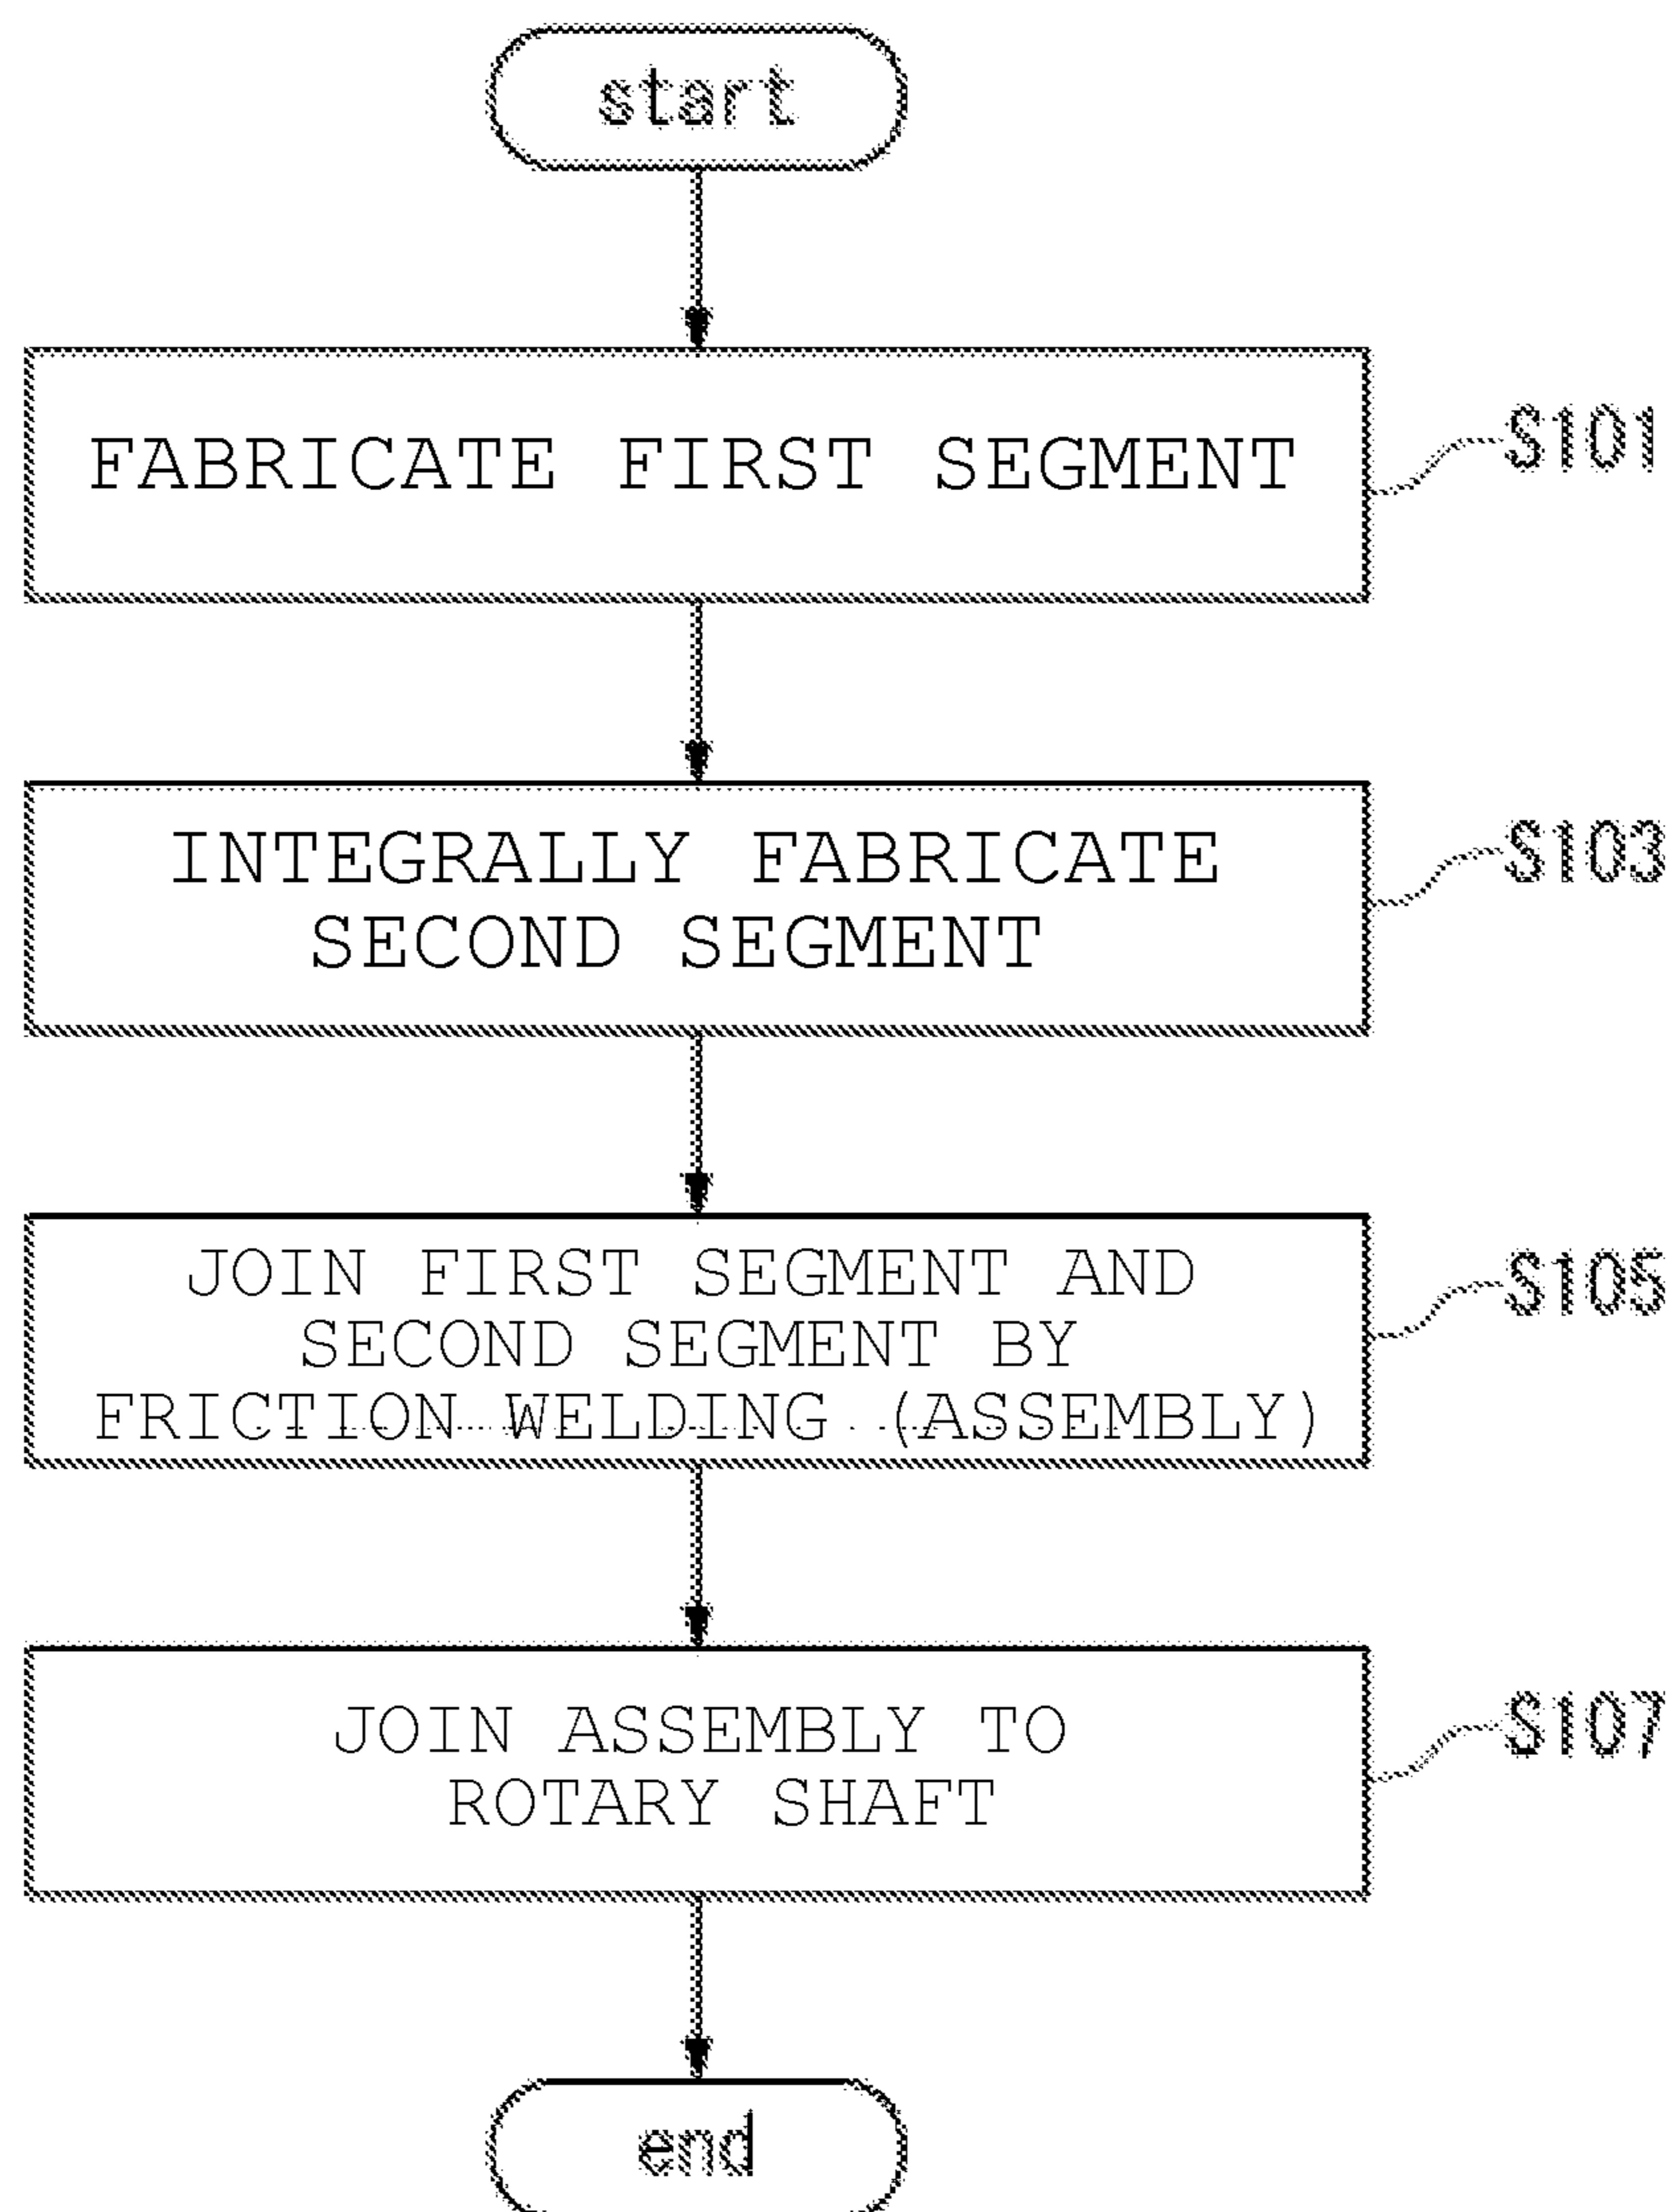 start
FABRICATE FIRST SEGMENT
S101
INTEGRALLY FABRICATE
SECOND SEGMENT
S103
JOIN FIRST SEGMENT AND
SECOND SEGMENT BY
FRICTION WELDING (ASSEMBLY)
S105
JOIN ASSEMBLY TO
ROTARY SHAFT
S107
end